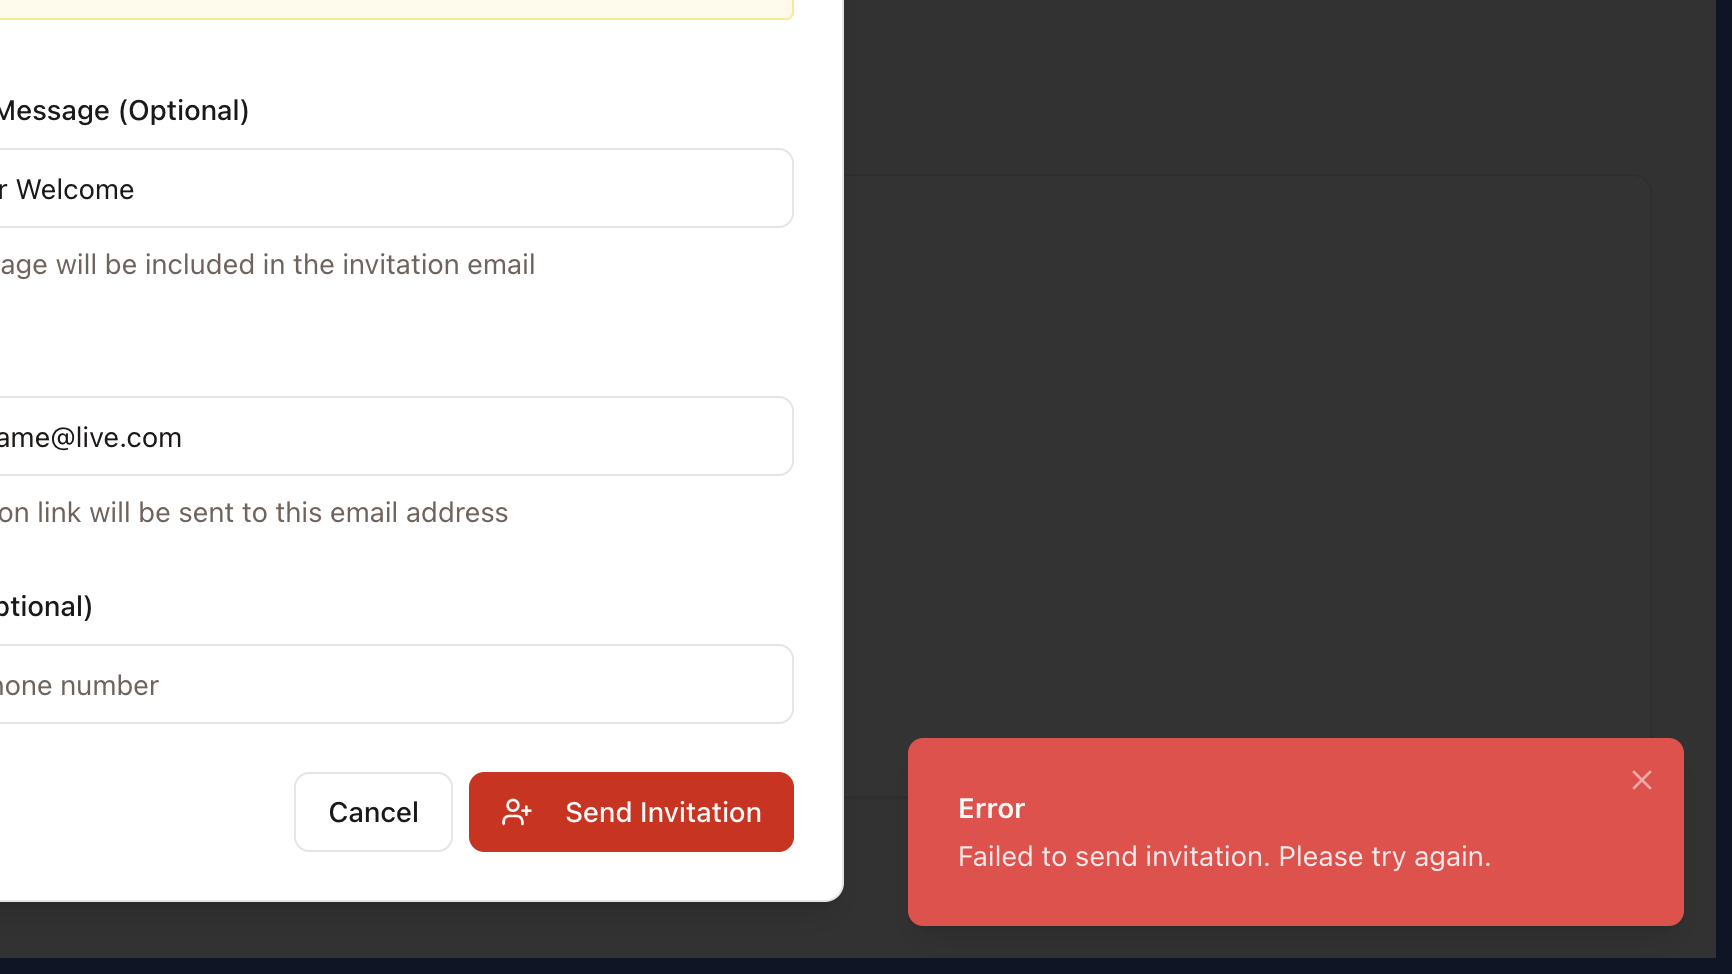 Message (Optional)
r Welcome
age will be included in the invitation email
ame@live.com
on link will be sent to this email address
ptional)
hone number
Cancel
Send Invitation
Error
Failed to send invitation. Please try again.